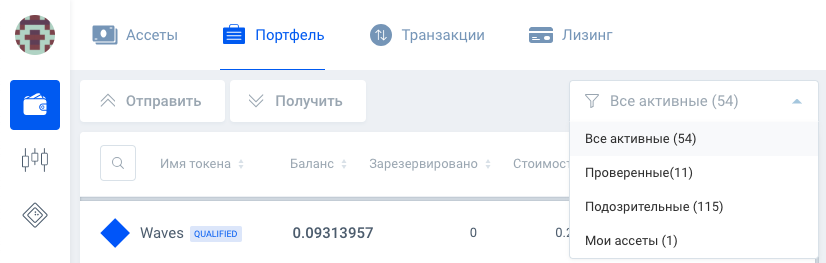 Ассеты Портфель Транзакции Лизинг
Отправить Получить Все активные (54)
Все активные (54)
Имя токена Баланс Зарезервировано Стоимост
Проверенные(11)
Подозрительные (115)
Waves QUALIFIED 0.09313957 0 0.2
Мои ассеты (1)